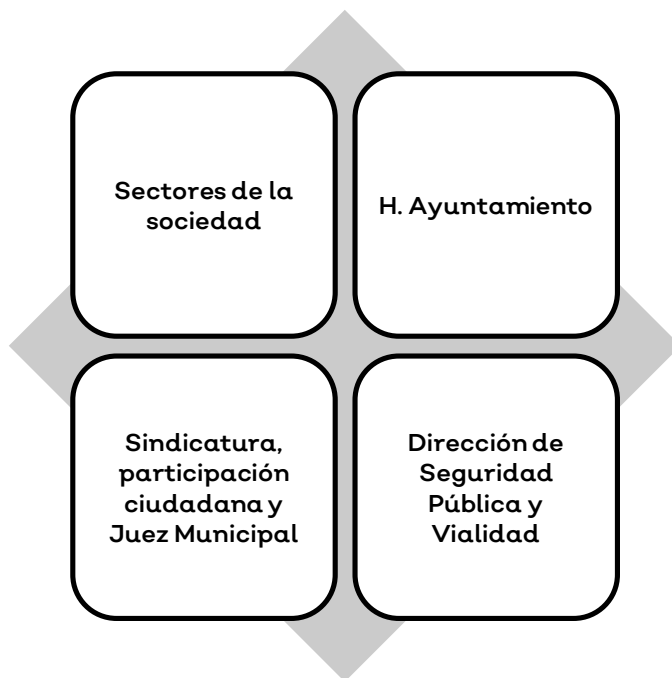 Sectores de la
sociedad
H. Ayuntamiento
Sindicatura,
participación
ciudadana y
Juez Municipal
Dirección de
Seguridad
Pública y
Vialidad